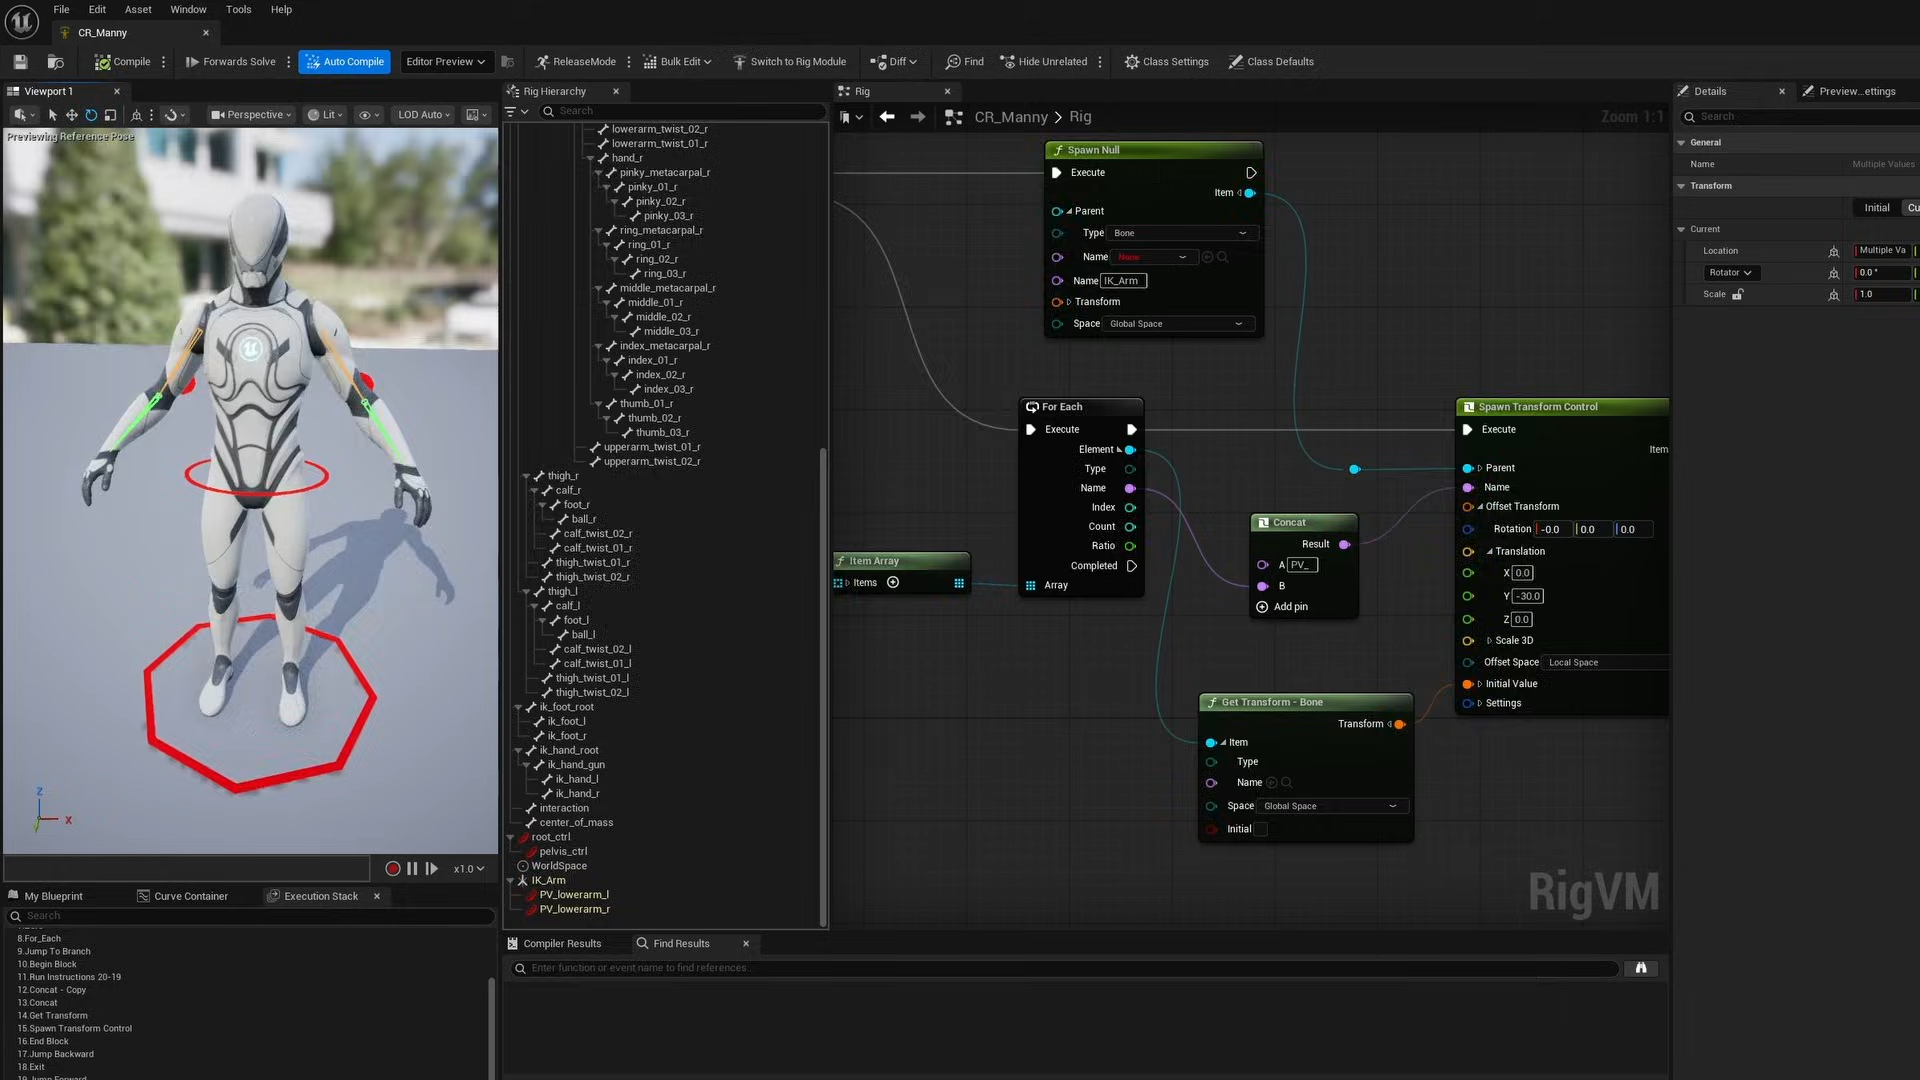 File Edit Asset Window Tools Help
CR_Manny
Compile Forwards Solve Auto Compile Editor Preview ReleaseMode Bulk Edit Switch to Rig Module Diff Find Hide Unrelated Class Settings Class Defaults
Viewport 1
Perspective Lit LOD Auto
Previewing Reference Pose
Z
X
x1.0
My Blueprint Curve Container Execution Stack
Search
8.For_Each
9.Jump To Branch
10.Begin Block
11.Run Instructions 20-19
12.Concat - Copy
13.Concat
14.Get Transform
15.Spawn Transform Control
16.End Block
17.Jump Backward
18.Exit
19.Jump Forward
Rig Hierarchy
Search
lowerarm_twist_02_r
lowerarm_twist_01_r
hand_r
pinky_metacarpal_r
pinky_01_r
pinky_02_r
pinky_03_r
ring_metacarpal_r
ring_01_r
ring_02_r
ring_03_r
middle_metacarpal_r
middle_01_r
middle_02_r
middle_03_r
index_metacarpal_r
index_01_r
index_02_r
index_03_r
thumb_01_r
thumb_02_r
thumb_03_r
upperarm_twist_01_r
upperarm_twist_02_r
thigh_r
calf_r
foot_r
ball_r
calf_twist_02_r
calf_twist_01_r
thigh_twist_01_r
thigh_twist_02_r
thigh_l
calf_l
foot_l
ball_l
calf_twist_02_l
calf_twist_01_l
thigh_twist_01_l
thigh_twist_02_l
ik_foot_root
ik_foot_l
ik_foot_r
ik_hand_root
ik_hand_gun
ik_hand_l
ik_hand_r
interaction
center_of_mass
root_ctrl
pelvis_ctrl
WorldSpace
IK_Arm
PV_lowerarm_l
PV_lowerarm_r
Rig
CR_Manny > Rig
Zoom 1:1
Spawn Null
Execute
Item
Parent
Type Bone
Name None
Name IK_Arm
Transform
Space Global Space
For Each
Execute
Element
Type
Name
Index
Count
Ratio
Completed
Array
Item Array
Items
Concat
Result
A PV_
B
Add pin
Get Transform - Bone
Transform
Item
Type
Name
Space Global Space
Initial
Spawn Transform Control
Execute
Item
Parent
Name
Offset Transform
Rotation -0.0 0.0 0.0
Translation
X 0.0
Y -30.0
Z 0.0
Scale 3D
Offset Space Local Space
Initial Value
Settings
RigVM
Compiler Results Find Results
Enter function or event name to find references...
Details Preview...ettings
Search
General
Name Multiple Values
Transform
Initial Cu
Current
Location Multiple Va
Rotator 0.0 °
Scale 1.0